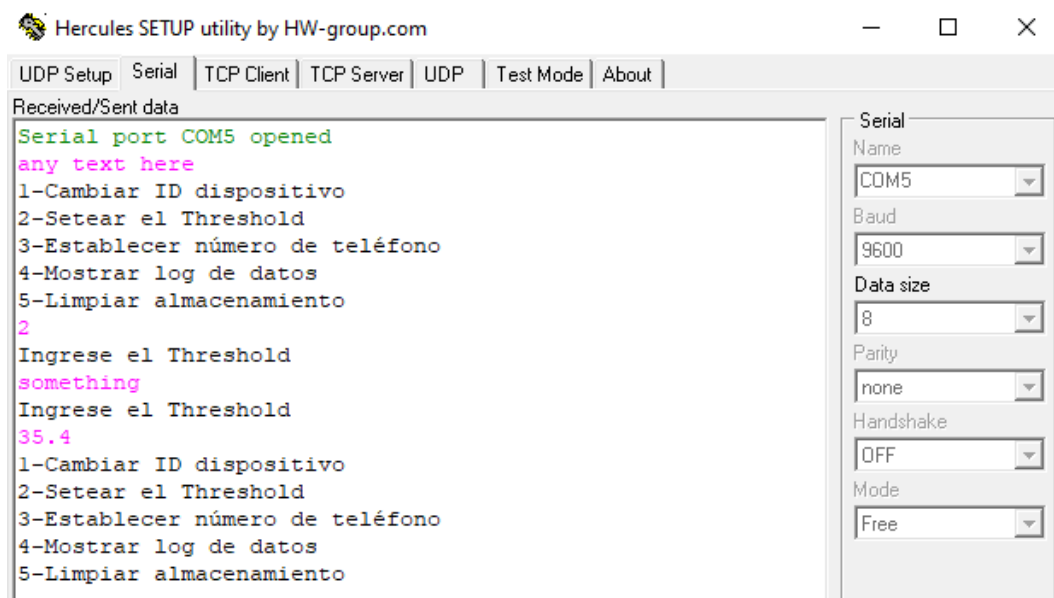 Hercules SETUP utility by HW-group.com
UDP Setup Serial TCP Client TCP Server UDP Test Mode About
Received/Sent data
Serial port COM5 opened
any text here
1-Cambiar ID dispositivo
2-Setear el Threshold
3-Establecer número de teléfono
4-Mostrar log de datos
5-Limpiar almacenamiento
2
Ingrese el Threshold
something
Ingrese el Threshold
35.4
1-Cambiar ID dispositivo
2-Setear el Threshold
3-Establecer número de teléfono
4-Mostrar log de datos
5-Limpiar almacenamiento
Serial
Name
COM5
Baud
9600
Data size
8
Parity
none
Handshake
OFF
Mode
Free